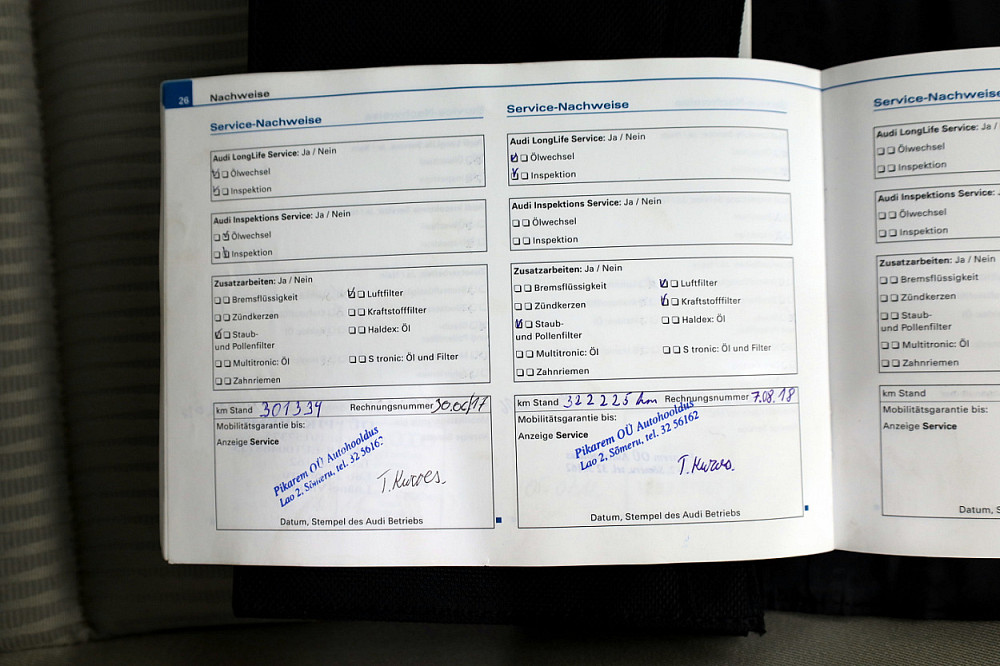 26 Nachweise
Service-Nachweise
Audi LongLife Service: Ja / Nein
Ölwechsel
Inspektion
Audi Inspektions Service: Ja / Nein
Ölwechsel
Inspektion
Zusatzarbeiten: Ja / Nein
Bremsflüssigkeit
Luftfilter
Zündkerzen
Kraftstofffilter
Staub-
und Pollenfilter
Haldex: Öl
Multitronic: Öl
S tronic: Öl und Filter
Zahnriemen
km Stand 301334 Rechnungsnummer
Mobilitätsgarantie bis:
Anzeige Service
Pikarem OÜ Autohooldus
Lao 2, Sõmeru, tel. 32 56162
T. Kurves.
Datum, Stempel des Audi Betriebs
Service-Nachweise
Audi LongLife Service: Ja / Nein
Ölwechsel
Inspektion
Audi Inspektions Service: Ja / Nein
Ölwechsel
Inspektion
Zusatzarbeiten: Ja / Nein
Bremsflüssigkeit
Luftfilter
Zündkerzen
Kraftstofffilter
Staub-
und Pollenfilter
Haldex: Öl
Multitronic: Öl
S tronic: Öl und Filter
Zahnriemen
km Stand 322225 km Rechnungsnummer 7.08.18
Mobilitätsgarantie bis:
Anzeige Service
Pikarem OÜ Autohooldus
Lao 2, Sõmeru, tel. 32 56162
T. Kurves.
Datum, Stempel des Audi Betriebs
Service-Nachweise
Audi LongLife Service: Ja /
Ölwechsel
Inspektion
Audi Inspektions Service:
Ölwechsel
Inspektion
Zusatzarbeiten: Ja / Nein
Bremsflüssigkeit
Zündkerzen
Staub-
und Pollenfilter
Multitronic: Öl
Zahnriemen
km Stand
Mobilitätsgarantie bis:
Anzeige Service
Datum, S